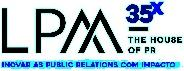 LPM 35x
THE HOUSE
OF PR
INOVAR AS PUBLIC RELATIONS COM IMPACTO